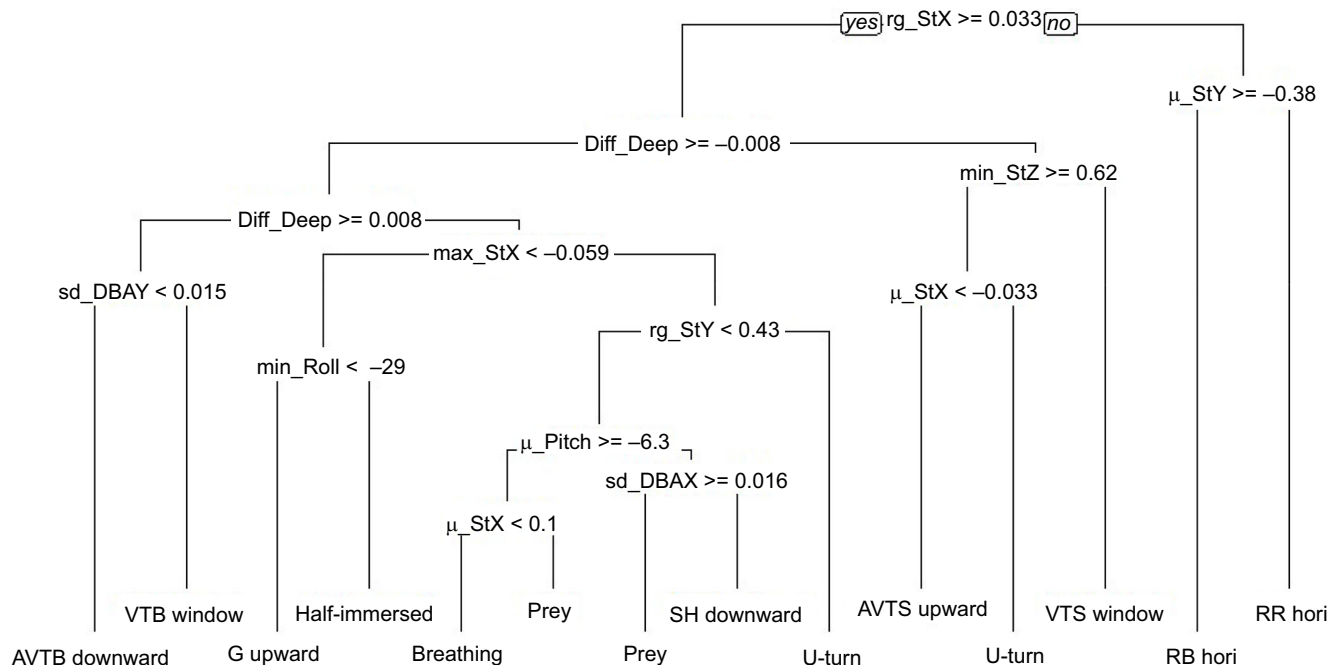 yes rg_StX >= 0.033 no
μ_StY >= –0.38
Diff_Deep >= –0.008
min_StZ >= 0.62
Diff_Deep >= 0.008
max_StX < –0.059
sd_DBAY < 0.015
μ_StX < –0.033
rg_StY < 0.43
min_Roll < –29
μ_Pitch >= –6.3
sd_DBAX >= 0.016
μ_StX < 0.1
VTB window Half-immersed Prey SH downward AVTS upward VTS window RR hori
AVTB downward G upward Breathing Prey U-turn U-turn RB hori